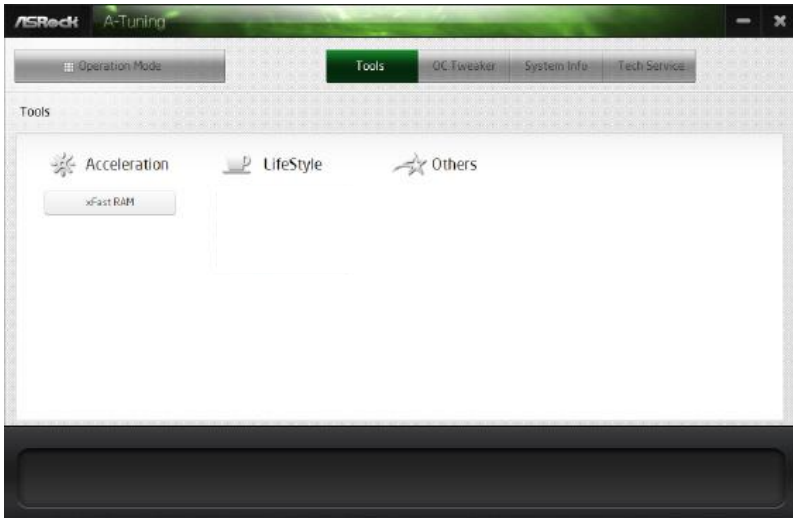 ASRock A-Tuning
Operation Mode Tools OC Tweaker System Info Tech Service
Tools
Acceleration LifeStyle Others
xFast RAM